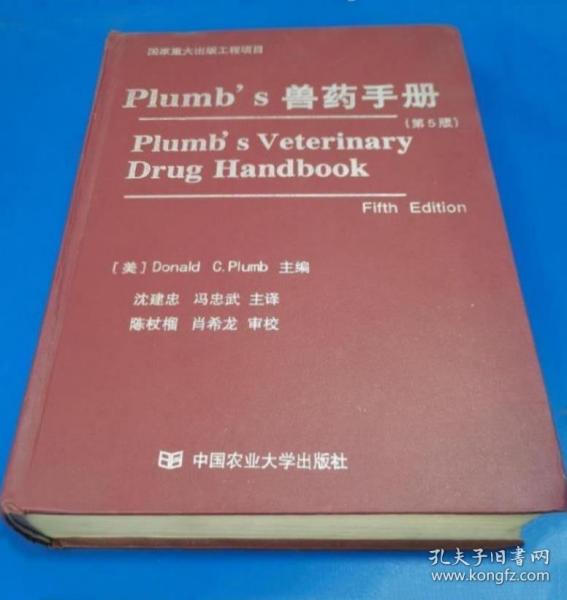 国家重大出版工程项目
Plumb's 兽药手册
(第5版)
Plumb's Veterinary
Drug Handbook
Fifth Edition
[美] Donald C.Plumb 主编
沈建忠 冯忠武 主译
陈杖榴 肖希龙 审校
中国农业大学出版社
孔夫子旧书网
www.kongfz.com